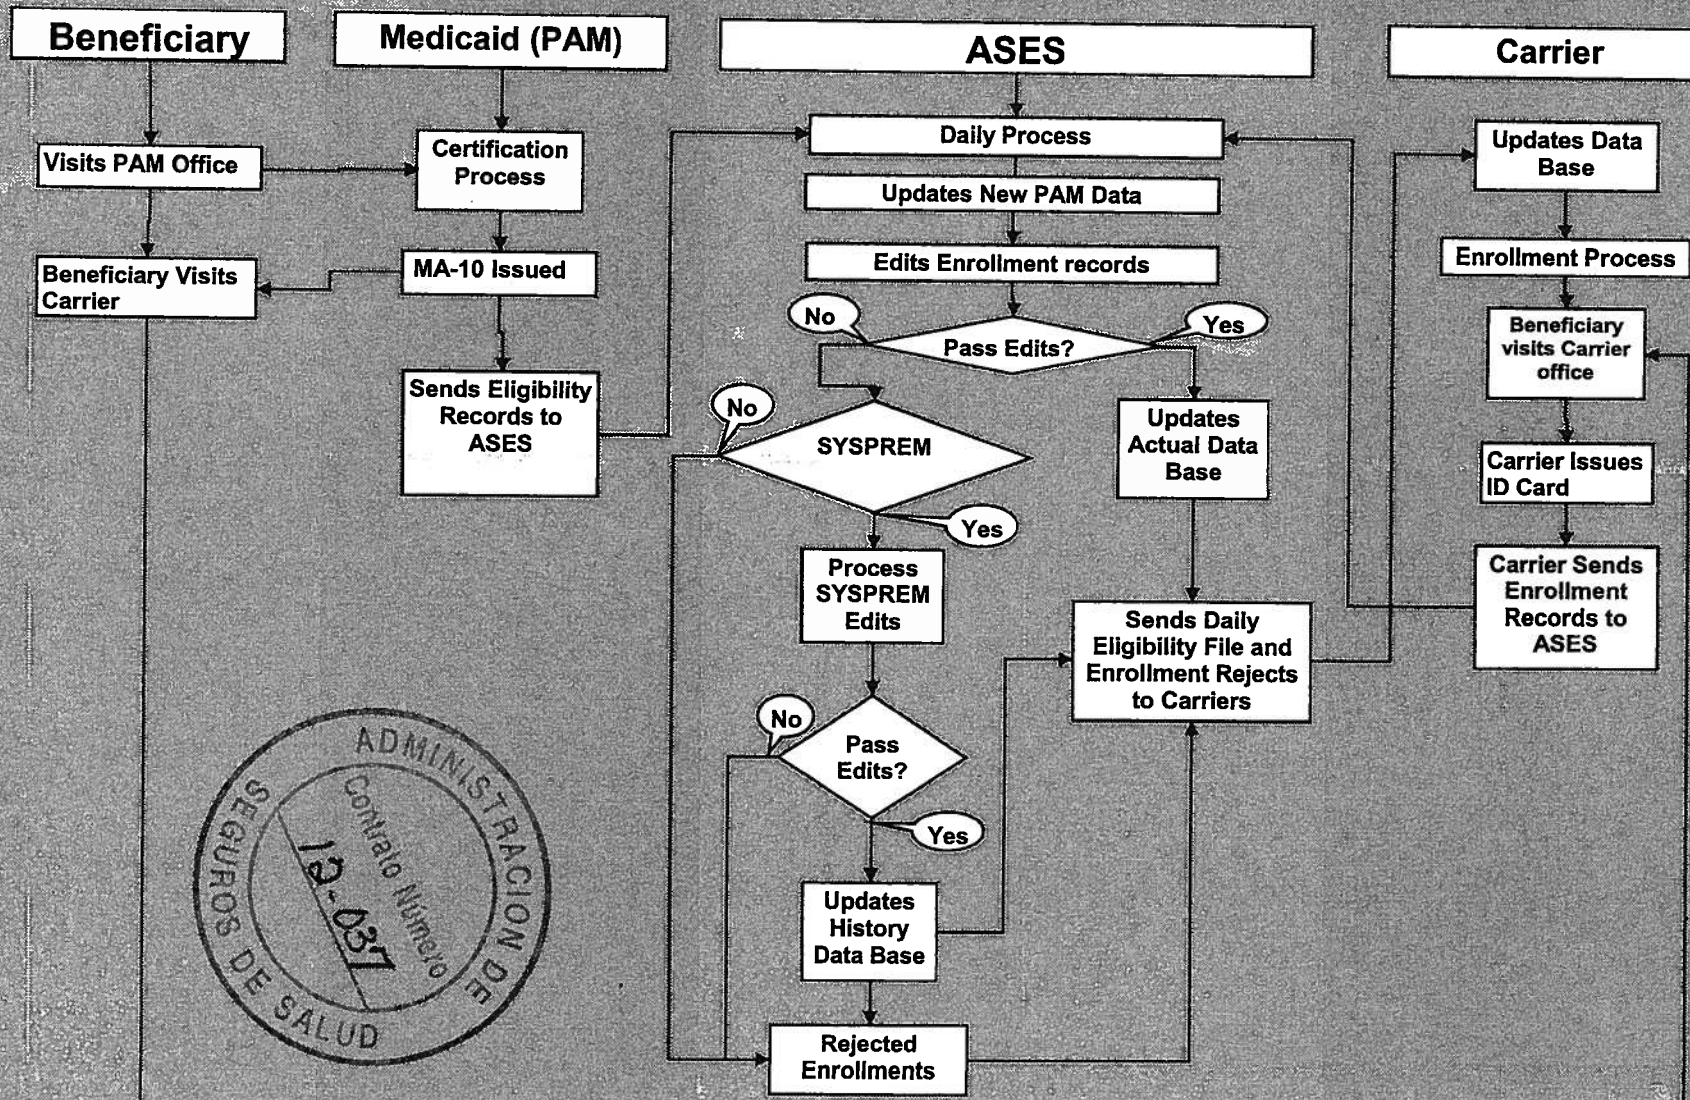 Beneficiary
Medicaid (PAM)
ASES
Carrier
Visits PAM Office
Beneficiary Visits
Carrier
Certification
Process
MA-10 Issued
Sends Eligibility
Records to
ASES
Daily Process
Updates New PAM Data
Edits Enrollment records
No
Yes
Pass Edits?
No
SYSPREM
Yes
Updates
Actual Data
Base
Process
SYSPREM
Edits
No
Pass
Edits?
Yes
Updates
History
Data Base
Rejected
Enrollments
Sends Daily
Eligibility File and
Enrollment Rejects
to Carriers
Updates Data
Base
Enrollment Process
Beneficiary
visits Carrier
office
Carrier Issues
ID Card
Carrier Sends
Enrollment
Records to
ASES
ADMINISTRACION DE
SEGUROS DE SALUD
Contrato Número
12-037